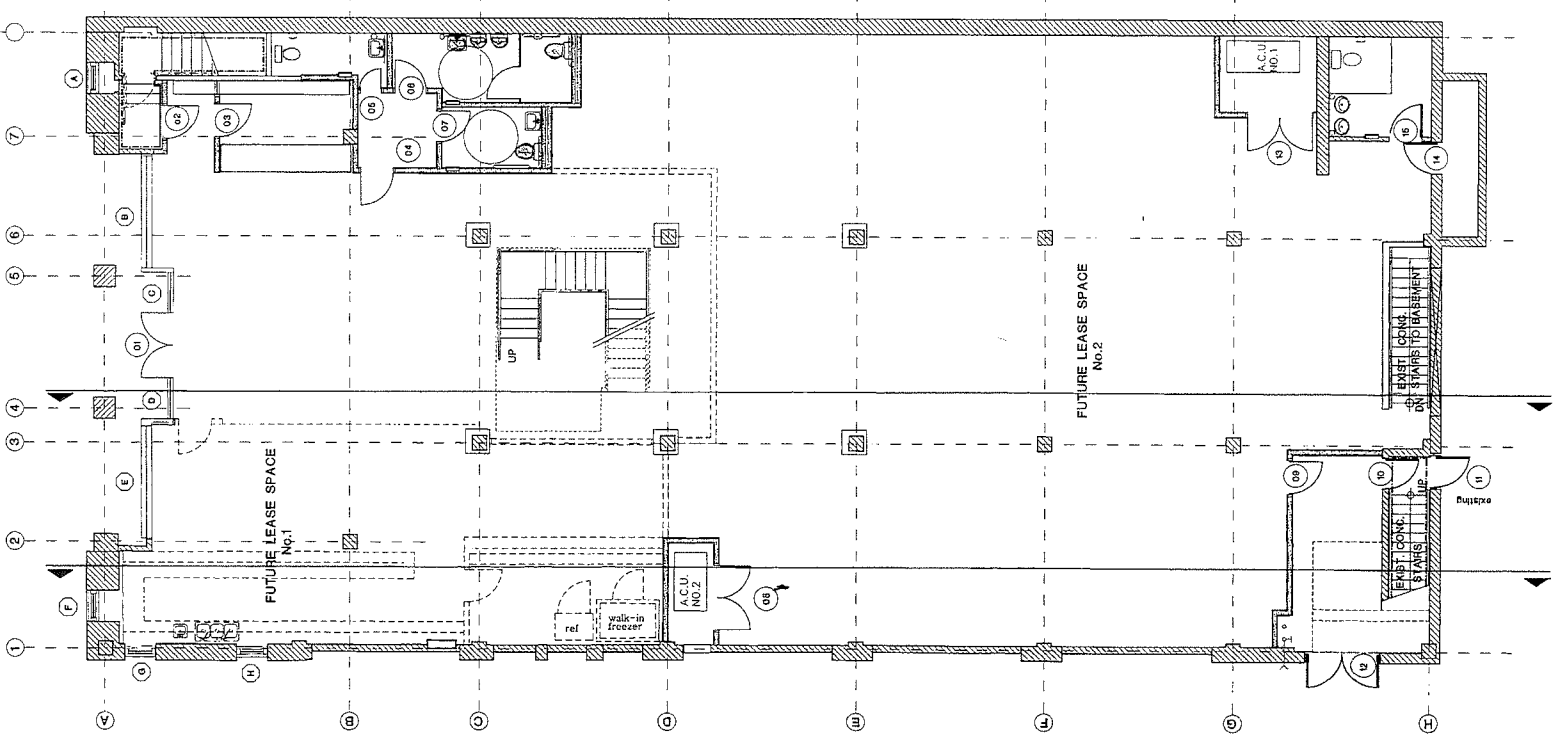 A
7
02
03
05
06
07
04
A.C.U.
NO.1
15
14
13
B
6
5
C
01
UP
FUTURE LEASE SPACE
No.2
EXIST. CONC.
DN STAIRS TO BASEMENT
4
D
3
E
FUTURE LEASE SPACE
No.1
2
F
1
G
H
ref
walk-in
freezer
A.C.U.
NO.2
08
09
10
11
existing
UP
EXIST. CONC.
STAIRS
12
A
B
C
D
E
F
G
H